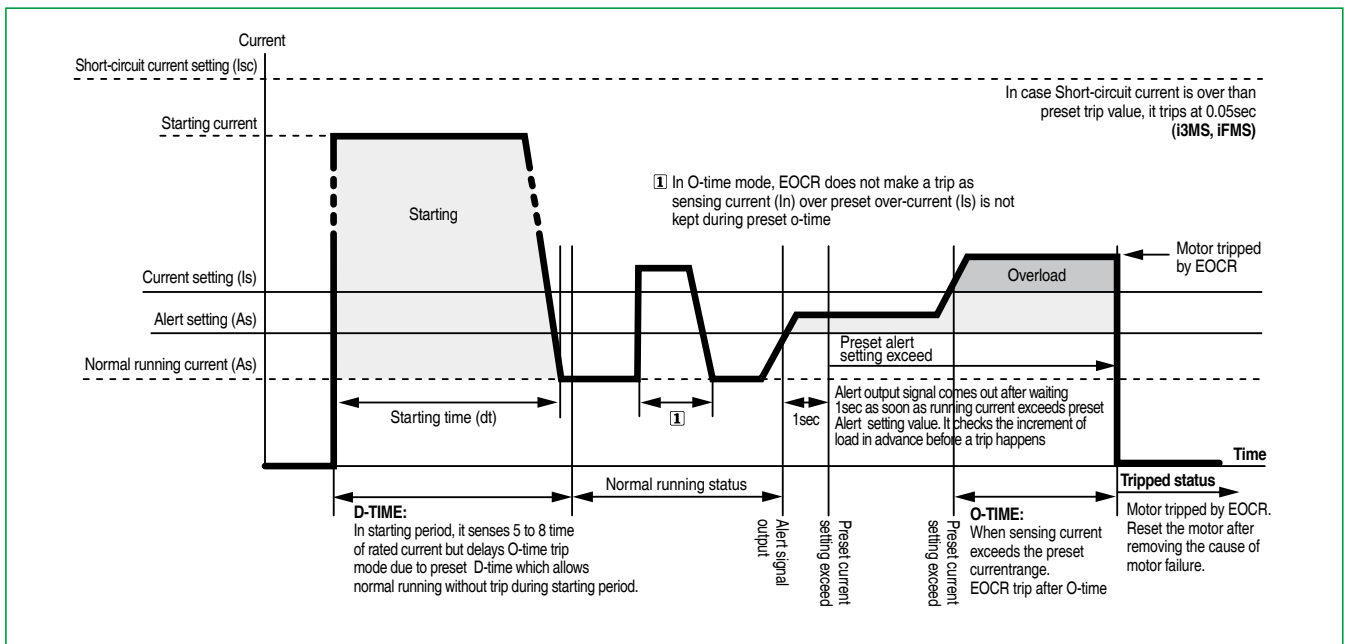 Current
Short-circuit current setting (Isc)
In case Short-circuit current is over than
preset trip value, it trips at 0.05sec
(i3MS, iFMS)
Starting current
1 In O-time mode, EOCR does not make a trip as
sensing current (In) over preset over-current (Is) is not
kept during preset o-time
Starting
Motor tripped
by EOCR
Current setting (Is)
Overload
Alert setting (As)
Preset alert
setting exceed
Normal running current (As)
Starting time (dt)
1
1sec
Alert output signal comes out after waiting
1sec as soon as running current exceeds preset
Alert setting value. It checks the increment of
load in advance before a trip happens
Time
Normal running status
Tripped status
D-TIME:
In starting period, it senses 5 to 8 time
of rated current but delays O-time trip
mode due to preset D-time which allows
normal running without trip during starting period.
Alert signal
output
Preset current
setting exceed
Preset current
setting exceed
O-TIME:
When sensing current
exceeds the preset
currentrange.
EOCR trip after O-time
Motor tripped by EOCR.
Reset the motor after
removing the cause of
motor failure.